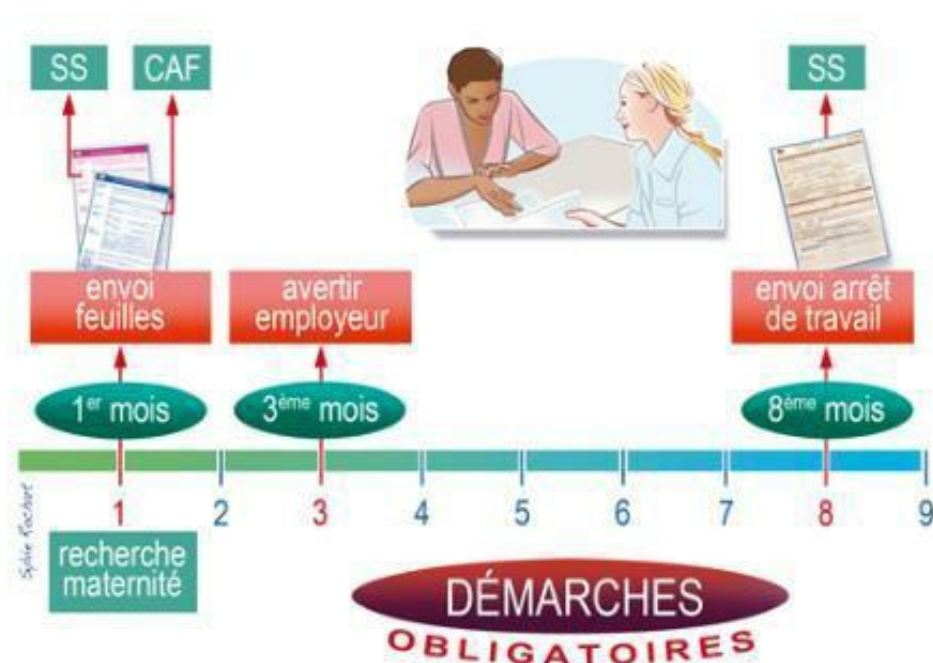 SS
CAF
SS
envoi
feuilles
avertir
employeur
envoi arrêt
de travail
1er mois
3ème mois
8ème mois
1
2
3
4
5
6
7
8
9
recherche
maternité
DÉMARCHES
OBLIGATOIRES